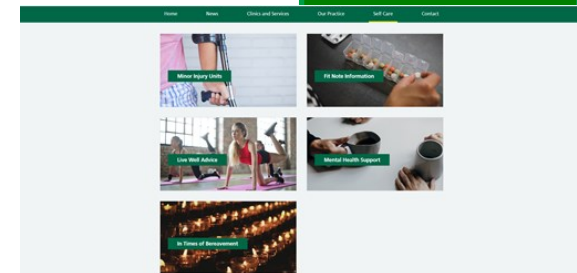 Home News Clinics and Services Our Practice Self Care Contact
Minor Injury Units
Fit Note Information
Live Well Advice
Mental Health Support
In Times of Bereavement